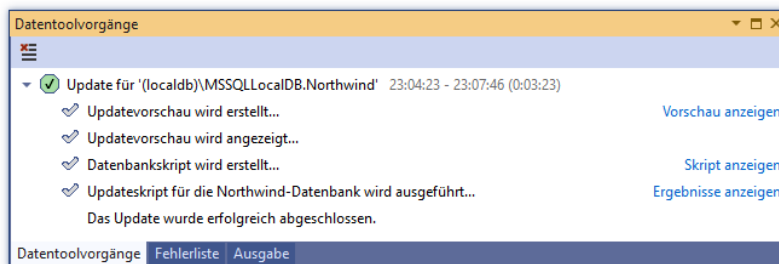 Datentoolvorgänge
Update für '(localdb)\MSSQLLocalDB.Northwind' 23:04:23 - 23:07:46 (0:03:23)
Updatevorschau wird erstellt... Vorschau anzeigen
Updatevorschau wird angezeigt...
Datenbankskript wird erstellt... Skript anzeigen
Updateskript für die Northwind-Datenbank wird ausgeführt... Ergebnisse anzeigen
Das Update wurde erfolgreich abgeschlossen.
Datentoolvorgänge Fehlerliste Ausgabe